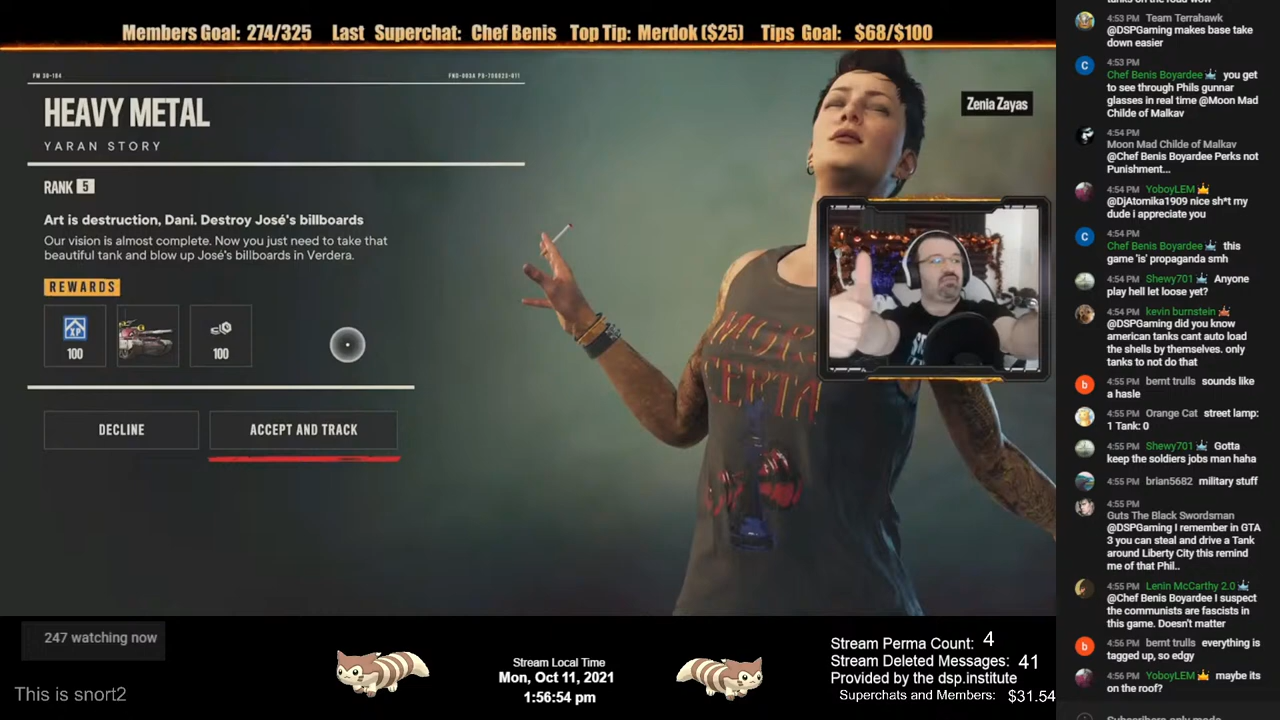 Members Goal: 274/325 Last Superchat: Chef Benis Top Tip: Merdok ($25) Tips Goal: $68/$100
HEAVY METAL
YARAN STORY
RANK 5
Art is destruction, Dani. Destroy José's billboards
Our vision is almost complete. Now you just need to take that
beautiful tank and blow up José's billboards in Verdera.
REWARDS
100
100
DECLINE
ACCEPT AND TRACK
Zenia Zayas
247 watching now
This is snort2
Stream Local Time
Mon, Oct 11, 2021
1:56:54 pm
Stream Perma Count: 4
Stream Deleted Messages: 41
Provided by the dsp.institute
Superchats and Members: $31.54
4:53 PM Team Terrahawk
@DSPGaming makes base take
down easier
4:53 PM
Chef Benis Boyardee you get
to see through Phils gunnar
glasses in real time @Moon Mad
Childe of Malkav
4:54 PM
Moon Mad Childe of Malkav
@Chef Benis Boyardee Perks not
Punishment...
4:54 PM YoboyLEM
@DjAtomika1909 nice sh*t my
dude i appreciate you
4:54 PM
Chef Benis Boyardee this
game 'is' propaganda smh
4:54 PM Shewy701 Anyone
play hell let loose yet?
4:54 PM kevin burnstein
@DSPGaming did you know
american tanks cant auto load
the shells by themselves. only
tanks to not do that
4:55 PM bernt trulls sounds like
a hasle
4:55 PM Orange Cat street lamp:
1 Tank: 0
4:55 PM Shewy701 Gotta
keep the soldiers jobs man haha
4:55 PM brian5682 military stuff
4:55 PM
Guts The Black Swordsman
@DSPGaming I remember in GTA
3 you can steal and drive a Tank
around Liberty City this remind
me of that Phil..
4:55 PM Lenin McCarthy 2.0
@Chef Benis Boyardee I suspect
the communists are fascists in
this game. Doesn't matter
4:56 PM bernt trulls everything is
tagged up, so edgy
4:56 PM YoboyLEM maybe its
on the roof?